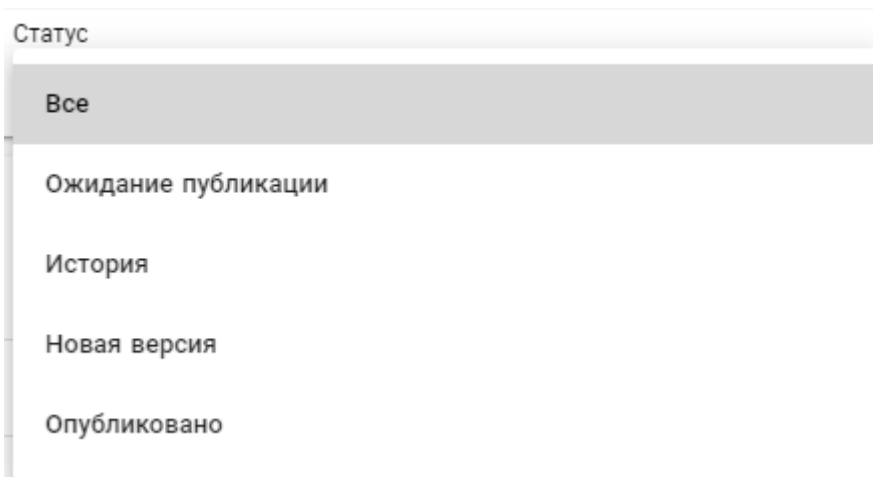 Статус
Все
Ожидание публикации
История
Новая версия
Опубликовано